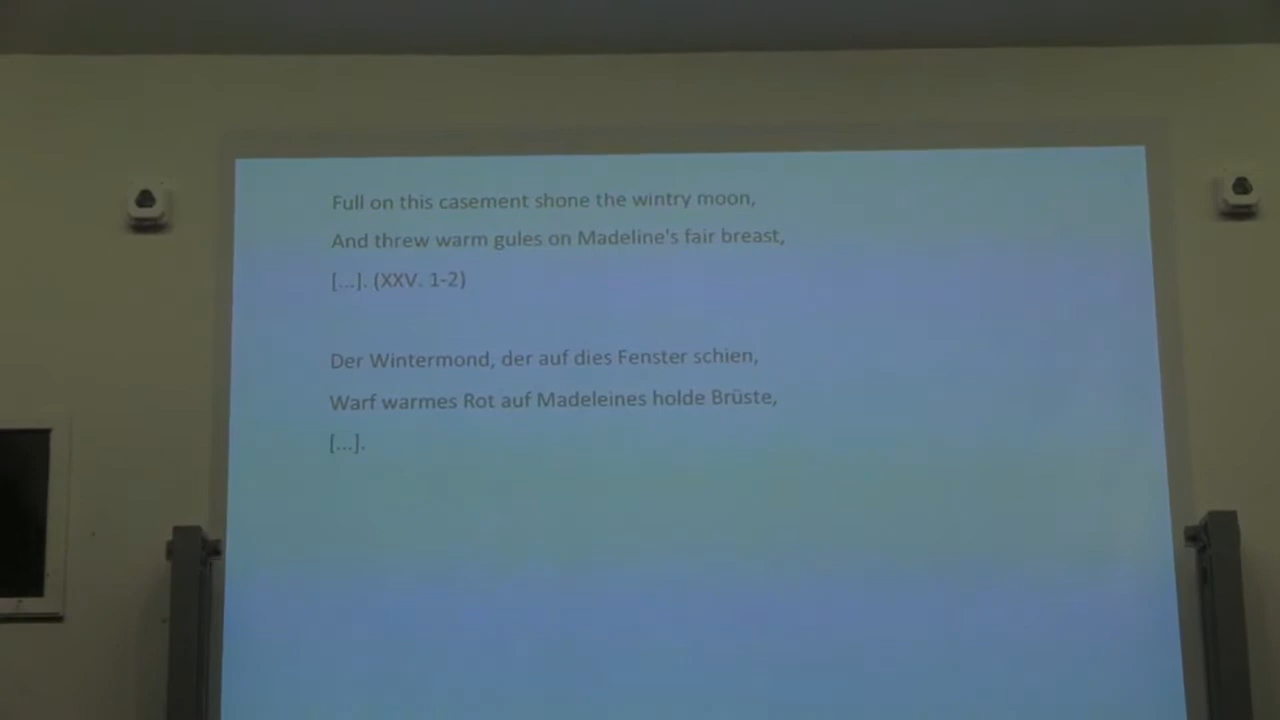 Full on this casement shone the wintry moon,
And threw warm gules on Madeline's fair breast,
[...]. (XXV. 1-2)
Der Wintermond, der auf dies Fenster schien,
Warf warmes Rot auf Madeleines holde Brüste,
[...].